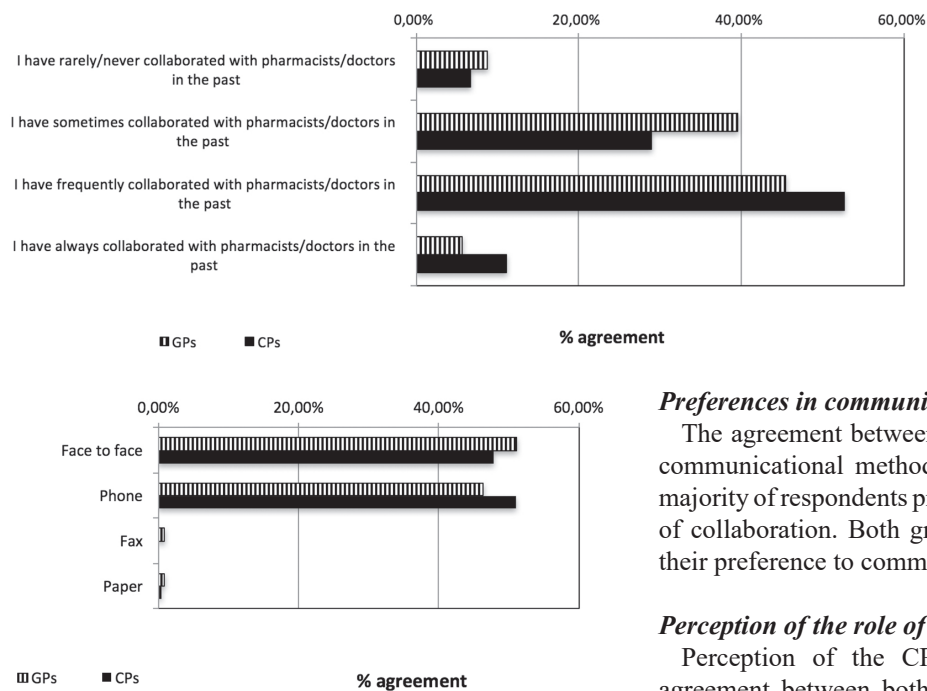 0,00% 20,00% 40,00% 60,00%
I have rarely/never collaborated with pharmacists/doctors
in the past
I have sometimes collaborated with pharmacists/doctors in
the past
I have frequently collaborated with pharmacists/doctors in
the past
I have always collaborated with pharmacists/doctors in the
past
GPs CPs % agreement
0,00% 20,00% 40,00% 60,00%
Face to face
Phone
Fax
Paper
GPs CPs % agreement
Preferences in communi
The agreement between
communicational method
majority of respondents pr
of collaboration. Both gr
their preference to comm
Perception of the role of
Perception of the CP
agreement between both